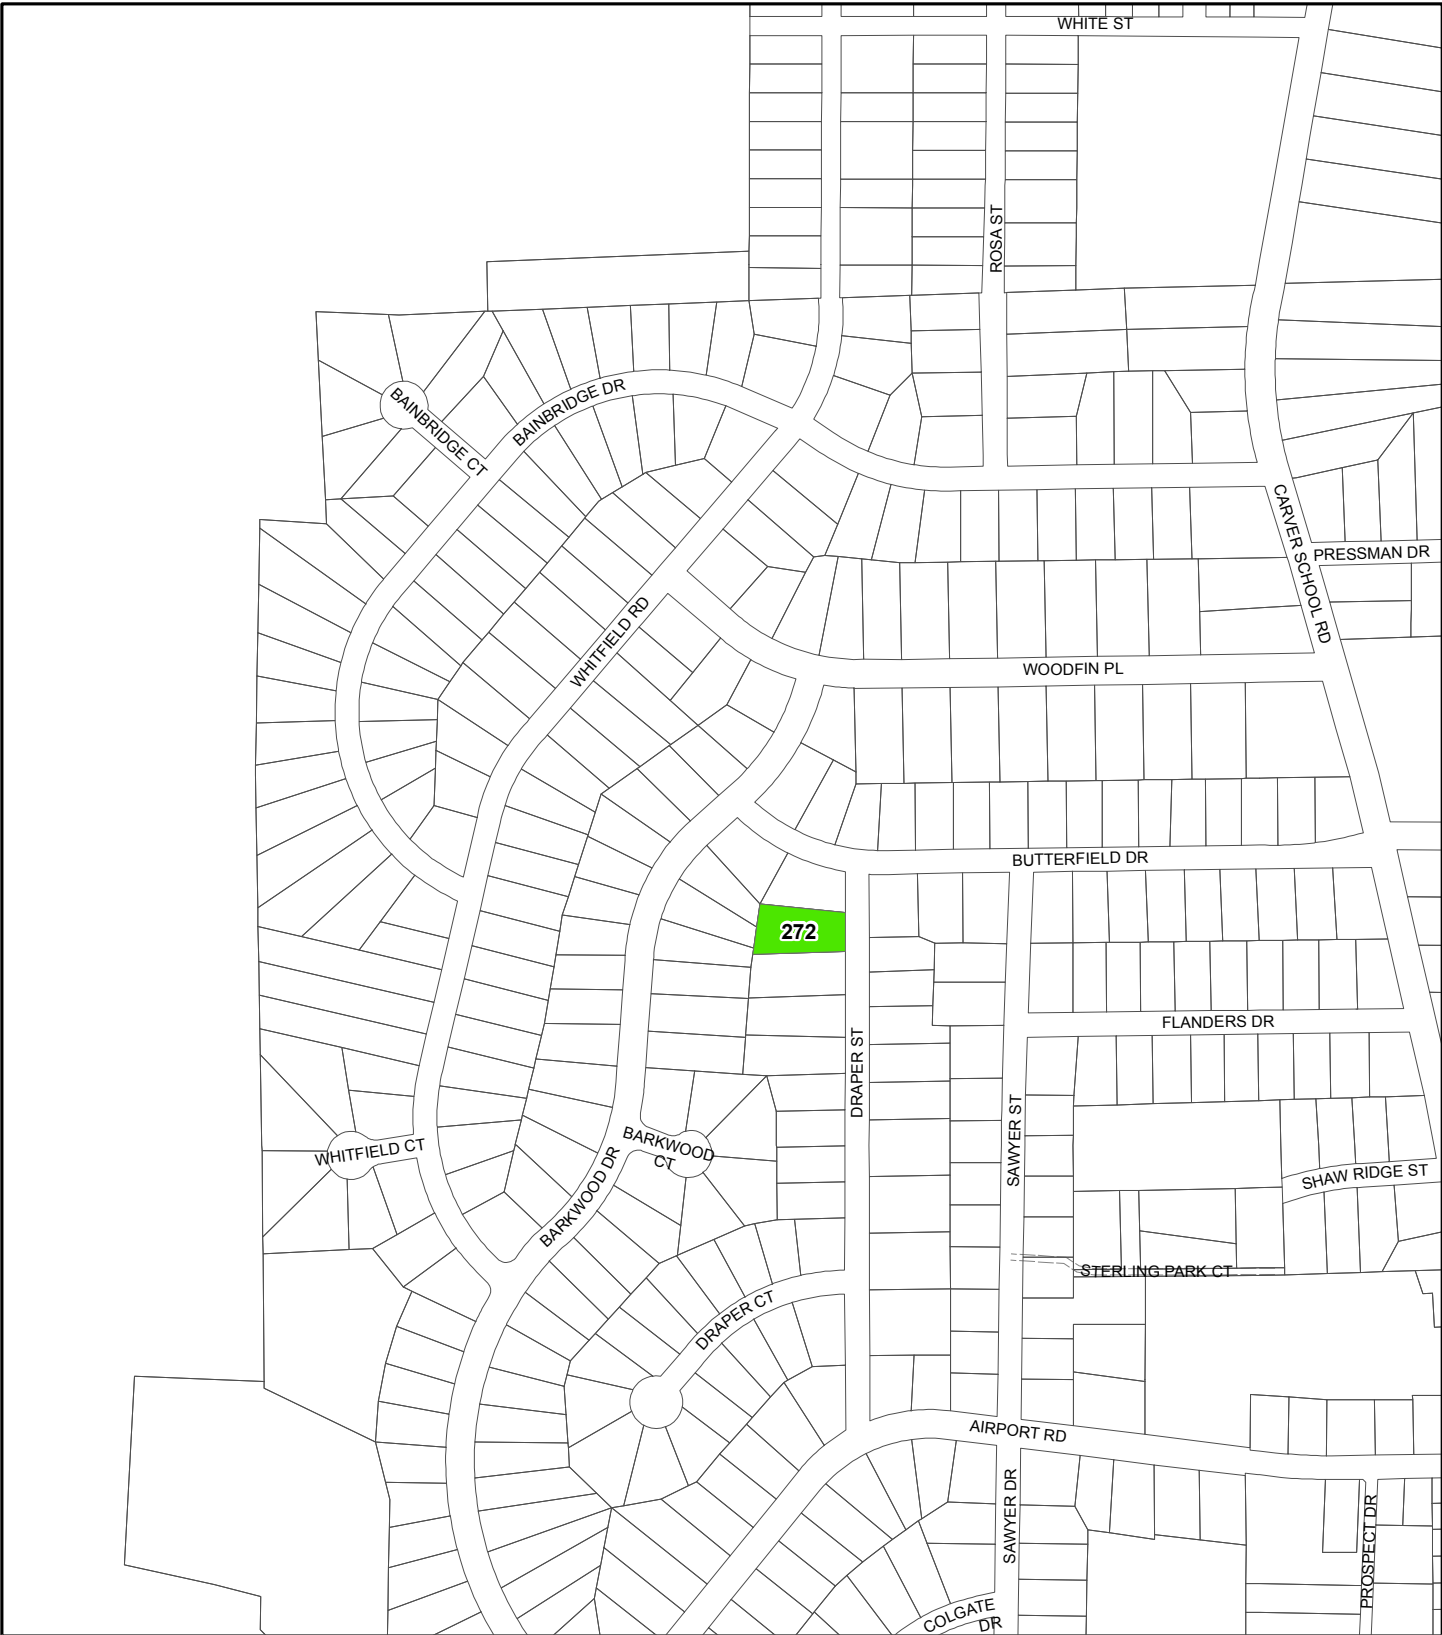 WHITE ST
ROSA ST
BAINBRIDGE DR
BAINBRIDGE CT
CARVER SCHOOL RD
PRESSMAN DR
WHITFIELD RD
WOODFIN PL
BUTTERFIELD DR
272
FLANDERS DR
DRAPER ST
SAWYER ST
BARKWOOD
CT
WHITFIELD CT
BARKWOOD DR
SHAW RIDGE ST
STERLING PARK CT
DRAPER CT
AIRPORT RD
SAWYER DR
PROSPECT DR
COLGATE
DR